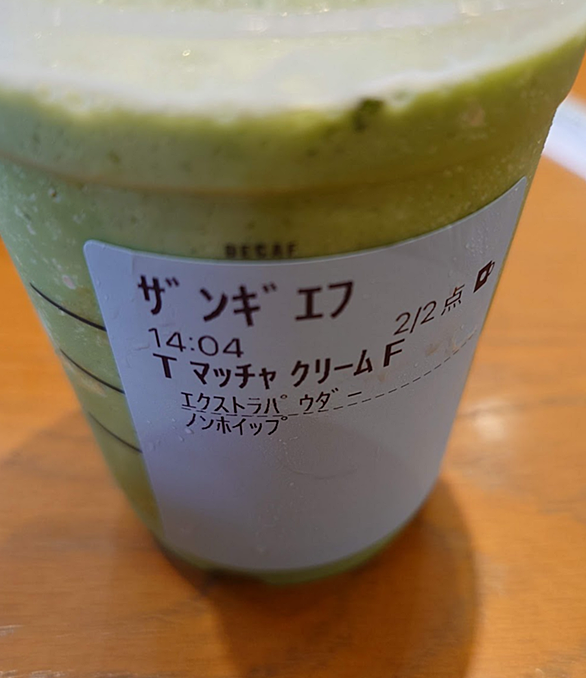 DECAF
ザンギエフ
14:04 2/2点
T マッチャ クリーム F
エクストラパウダー
ノンホイップ